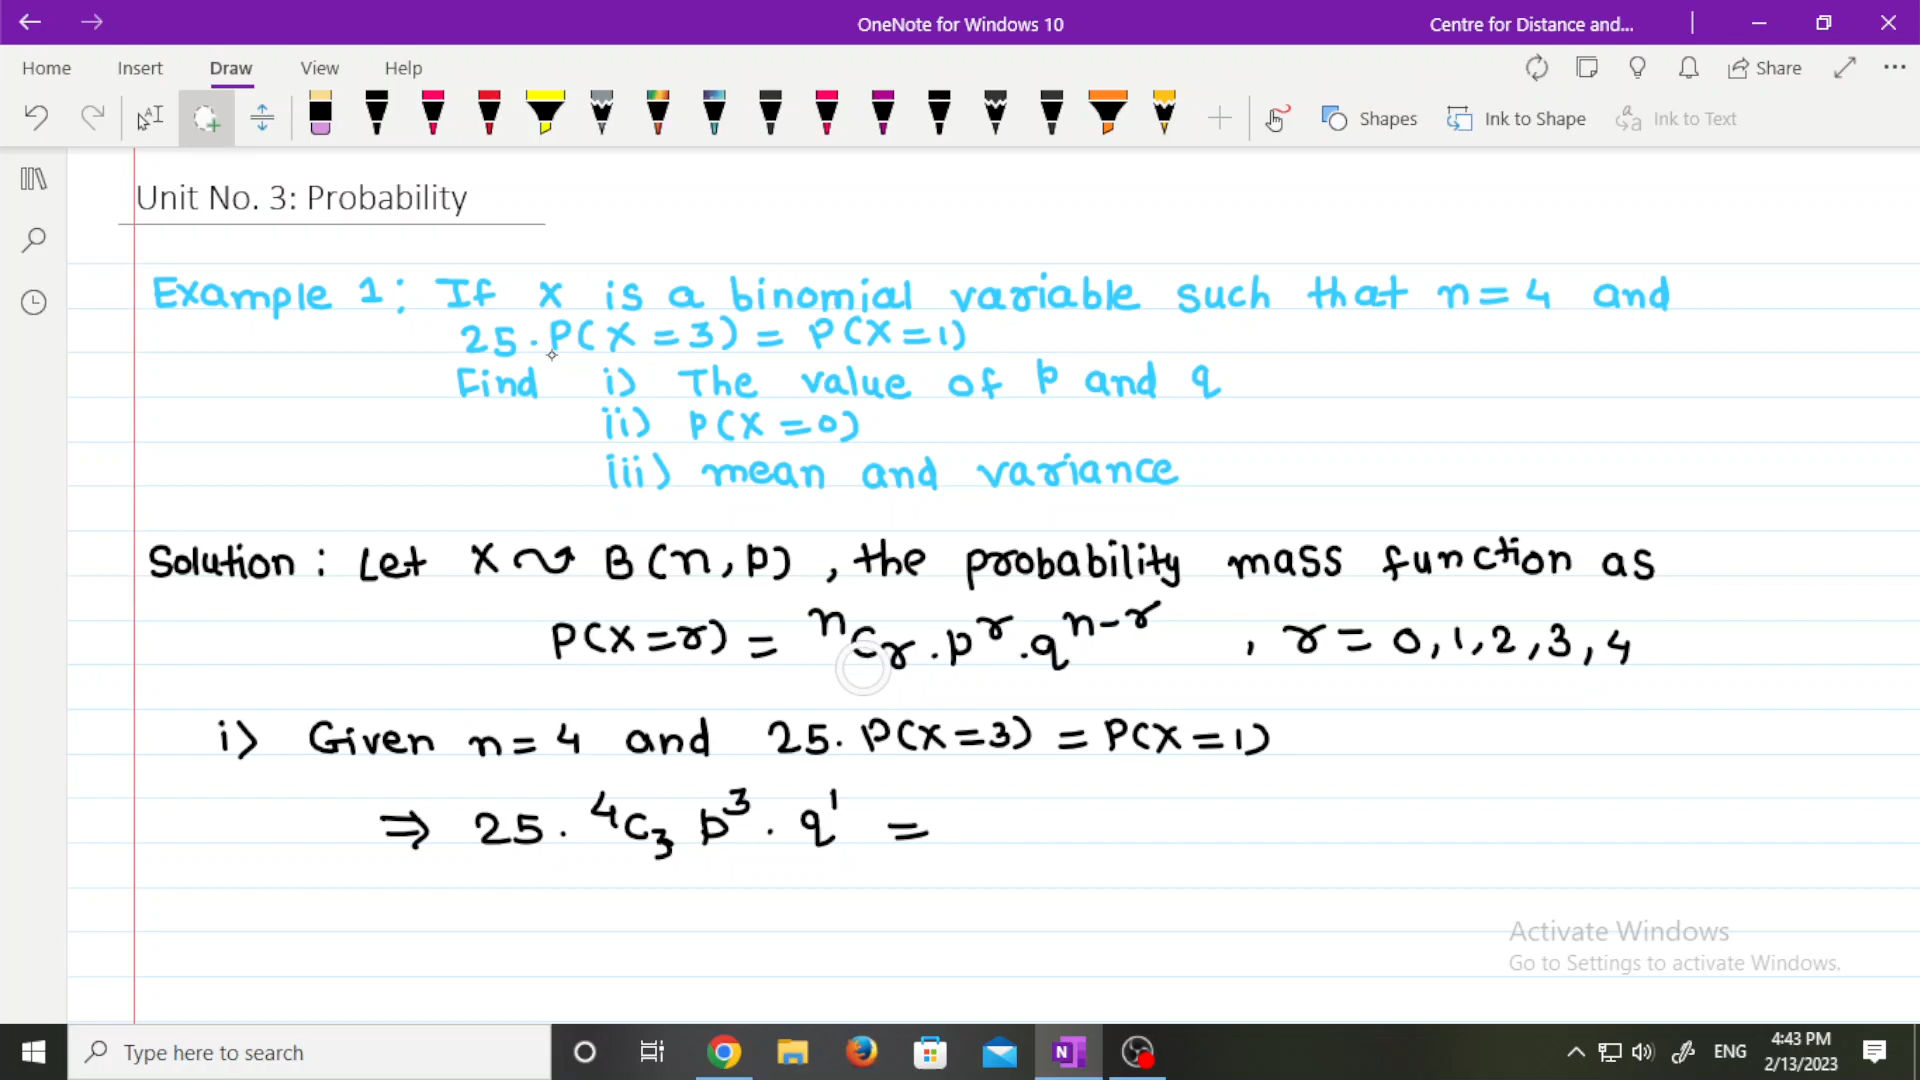 OneNote for Windows 10
Centre for Distance and...
Home Insert Draw View Help
Share
Shapes Ink to Shape Ink to Text
Unit No. 3: Probability
Example 1: If x is a binomial variable such that n = 4 and
25·P(X = 3) = P(X = 1)
Find i) The value of p and q
ii) P(X = 0)
iii) mean and variance
Solution: Let X ~ B(n, p), the probability mass function as
P(X = r) = ⁿCᵣ · pʳ · qⁿ⁻ʳ , r = 0, 1, 2, 3, 4
i) Given n = 4 and 25· P(X = 3) = P(X = 1)
⇒ 25· ⁴C₃ p³ · q¹ =
Activate Windows
Go to Settings to activate Windows.
Type here to search
ENG
4:43 PM
2/13/2023